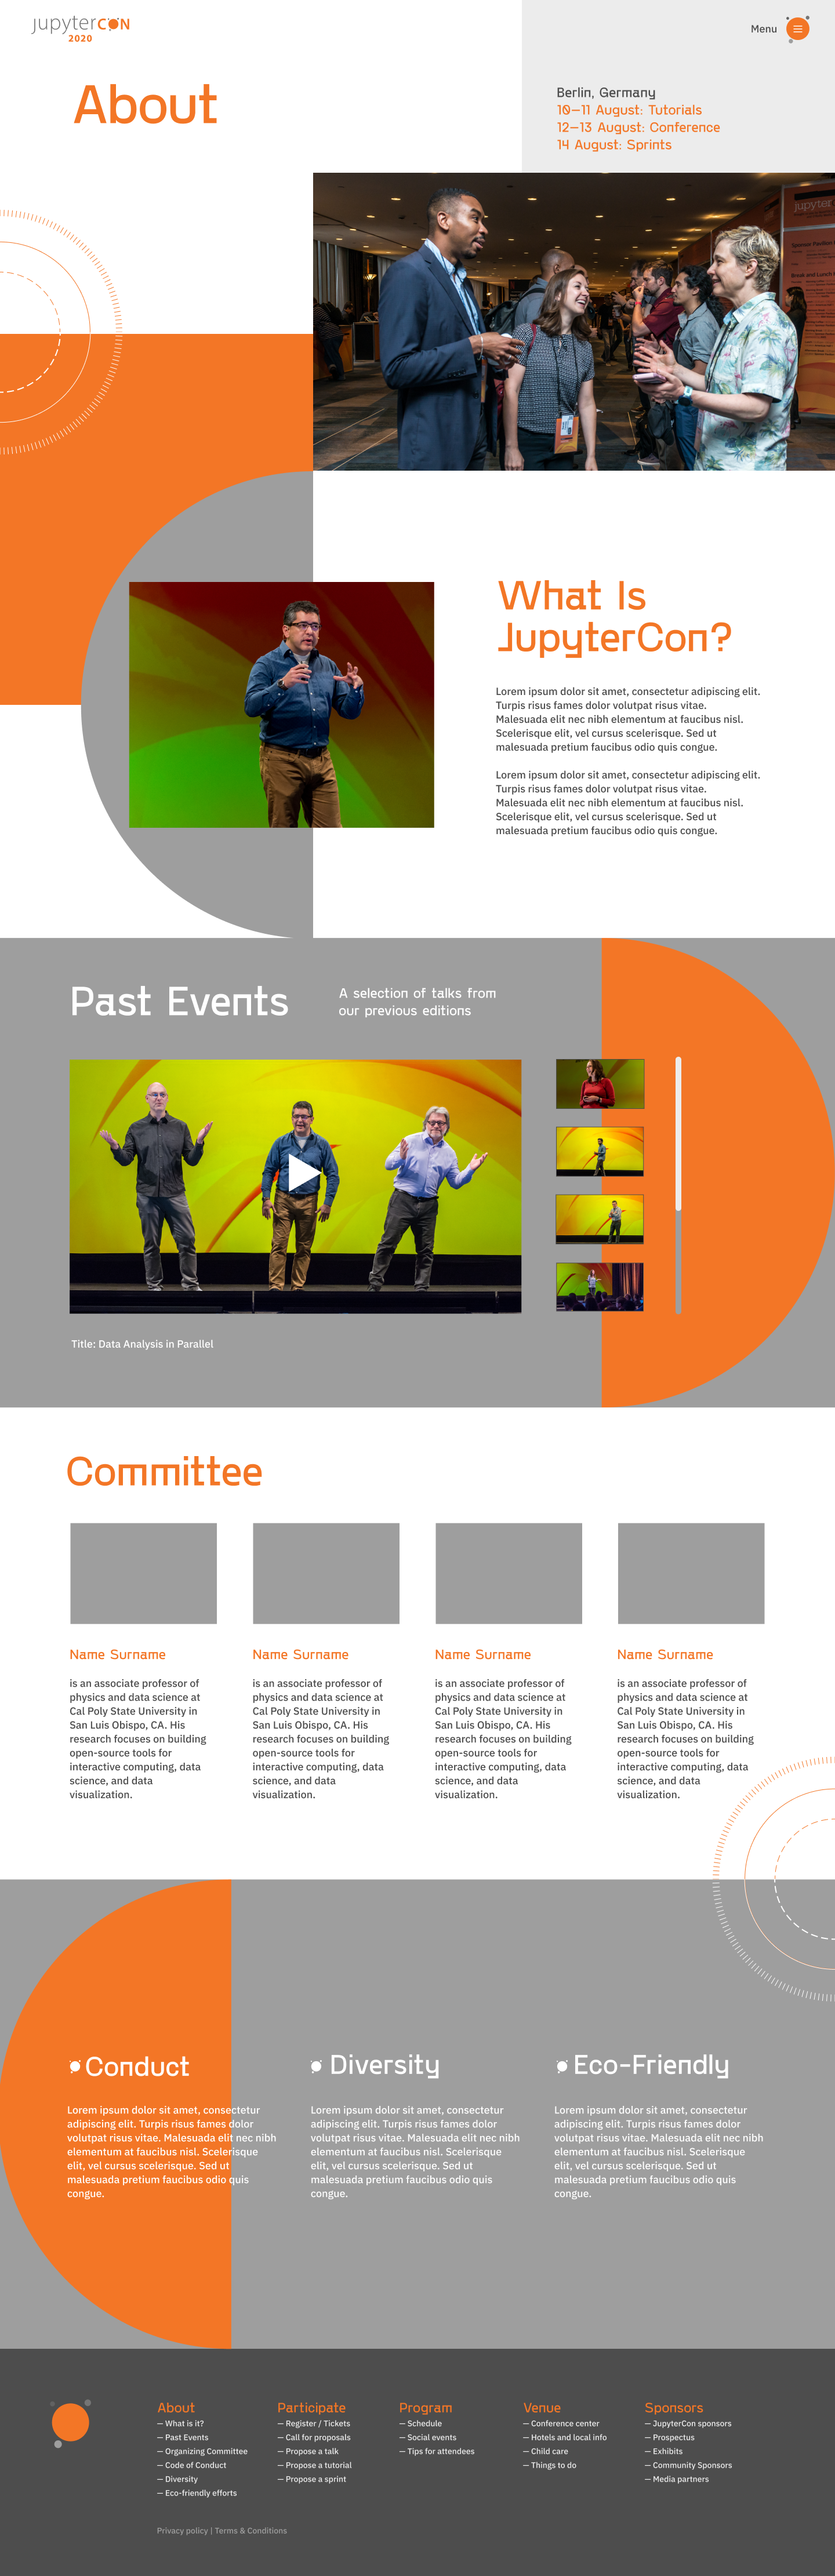 jupyterCON
2020
Menu
About
Berlin, Germany
10—11 August: Tutorials
12—13 August: Conference
14 August: Sprints
jupyter
Sponsor Pavilion
Break and Lunch
What Is
JupyterCon?
Lorem ipsum dolor sit amet, consectetur adipiscing elit.
Turpis risus fames dolor volutpat risus vitae.
Malesuada elit nec nibh elementum at faucibus nisl.
Scelerisque elit, vel cursus scelerisque. Sed ut
malesuada pretium faucibus odio quis congue.
Lorem ipsum dolor sit amet, consectetur adipiscing elit.
Turpis risus fames dolor volutpat risus vitae.
Malesuada elit nec nibh elementum at faucibus nisl.
Scelerisque elit, vel cursus scelerisque. Sed ut
malesuada pretium faucibus odio quis congue.
Past Events
A selection of talks from
our previous editions
Title: Data Analysis in Parallel
Committee
Name Surname
is an associate professor of
physics and data science at
Cal Poly State University in
San Luis Obispo, CA. His
research focuses on building
open-source tools for
interactive computing, data
science, and data
visualization.
Name Surname
is an associate professor of
physics and data science at
Cal Poly State University in
San Luis Obispo, CA. His
research focuses on building
open-source tools for
interactive computing, data
science, and data
visualization.
Name Surname
is an associate professor of
physics and data science at
Cal Poly State University in
San Luis Obispo, CA. His
research focuses on building
open-source tools for
interactive computing, data
science, and data
visualization.
Name Surname
is an associate professor of
physics and data science at
Cal Poly State University in
San Luis Obispo, CA. His
research focuses on building
open-source tools for
interactive computing, data
science, and data
visualization.
Conduct
Lorem ipsum dolor sit amet, consectetur
adipiscing elit. Turpis risus fames dolor
volutpat risus vitae. Malesuada elit nec nibh
elementum at faucibus nisl. Scelerisque
elit, vel cursus scelerisque. Sed ut
malesuada pretium faucibus odio quis
congue.
Diversity
Lorem ipsum dolor sit amet, consectetur
adipiscing elit. Turpis risus fames dolor
volutpat risus vitae. Malesuada elit nec nibh
elementum at faucibus nisl. Scelerisque
elit, vel cursus scelerisque. Sed ut
malesuada pretium faucibus odio quis
congue.
Eco-Friendly
Lorem ipsum dolor sit amet, consectetur
adipiscing elit. Turpis risus fames dolor
volutpat risus vitae. Malesuada elit nec nibh
elementum at faucibus nisl. Scelerisque
elit, vel cursus scelerisque. Sed ut
malesuada pretium faucibus odio quis
congue.
About
— What is it?
— Past Events
— Organizing Committee
— Code of Conduct
— Diversity
— Eco-friendly efforts
Participate
— Register / Tickets
— Call for proposals
— Propose a talk
— Propose a tutorial
— Propose a sprint
Program
— Schedule
— Social events
— Tips for attendees
Venue
— Conference center
— Hotels and local info
— Child care
— Things to do
Sponsors
— JupyterCon sponsors
— Prospectus
— Exhibits
— Community Sponsors
— Media partners
Privacy policy | Terms & Conditions